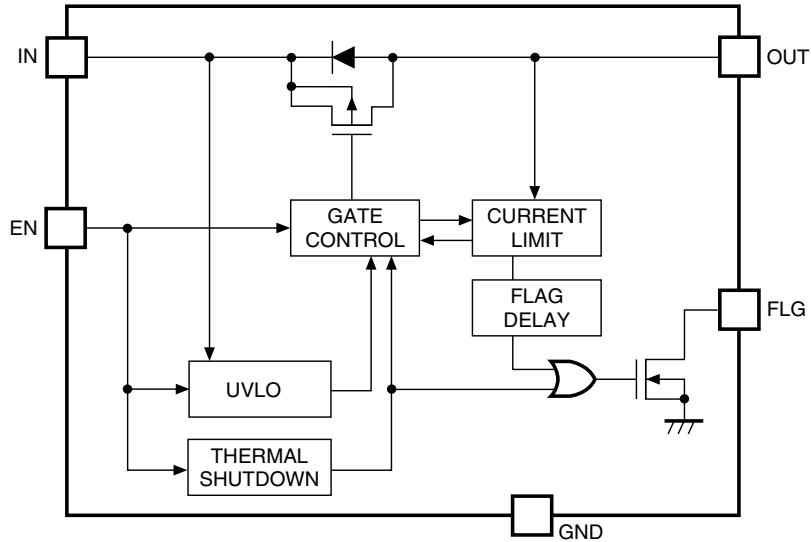 IN
OUT
EN
GATE
CONTROL
CURRENT
LIMIT
FLAG
DELAY
FLG
UVLO
THERMAL
SHUTDOWN
GND